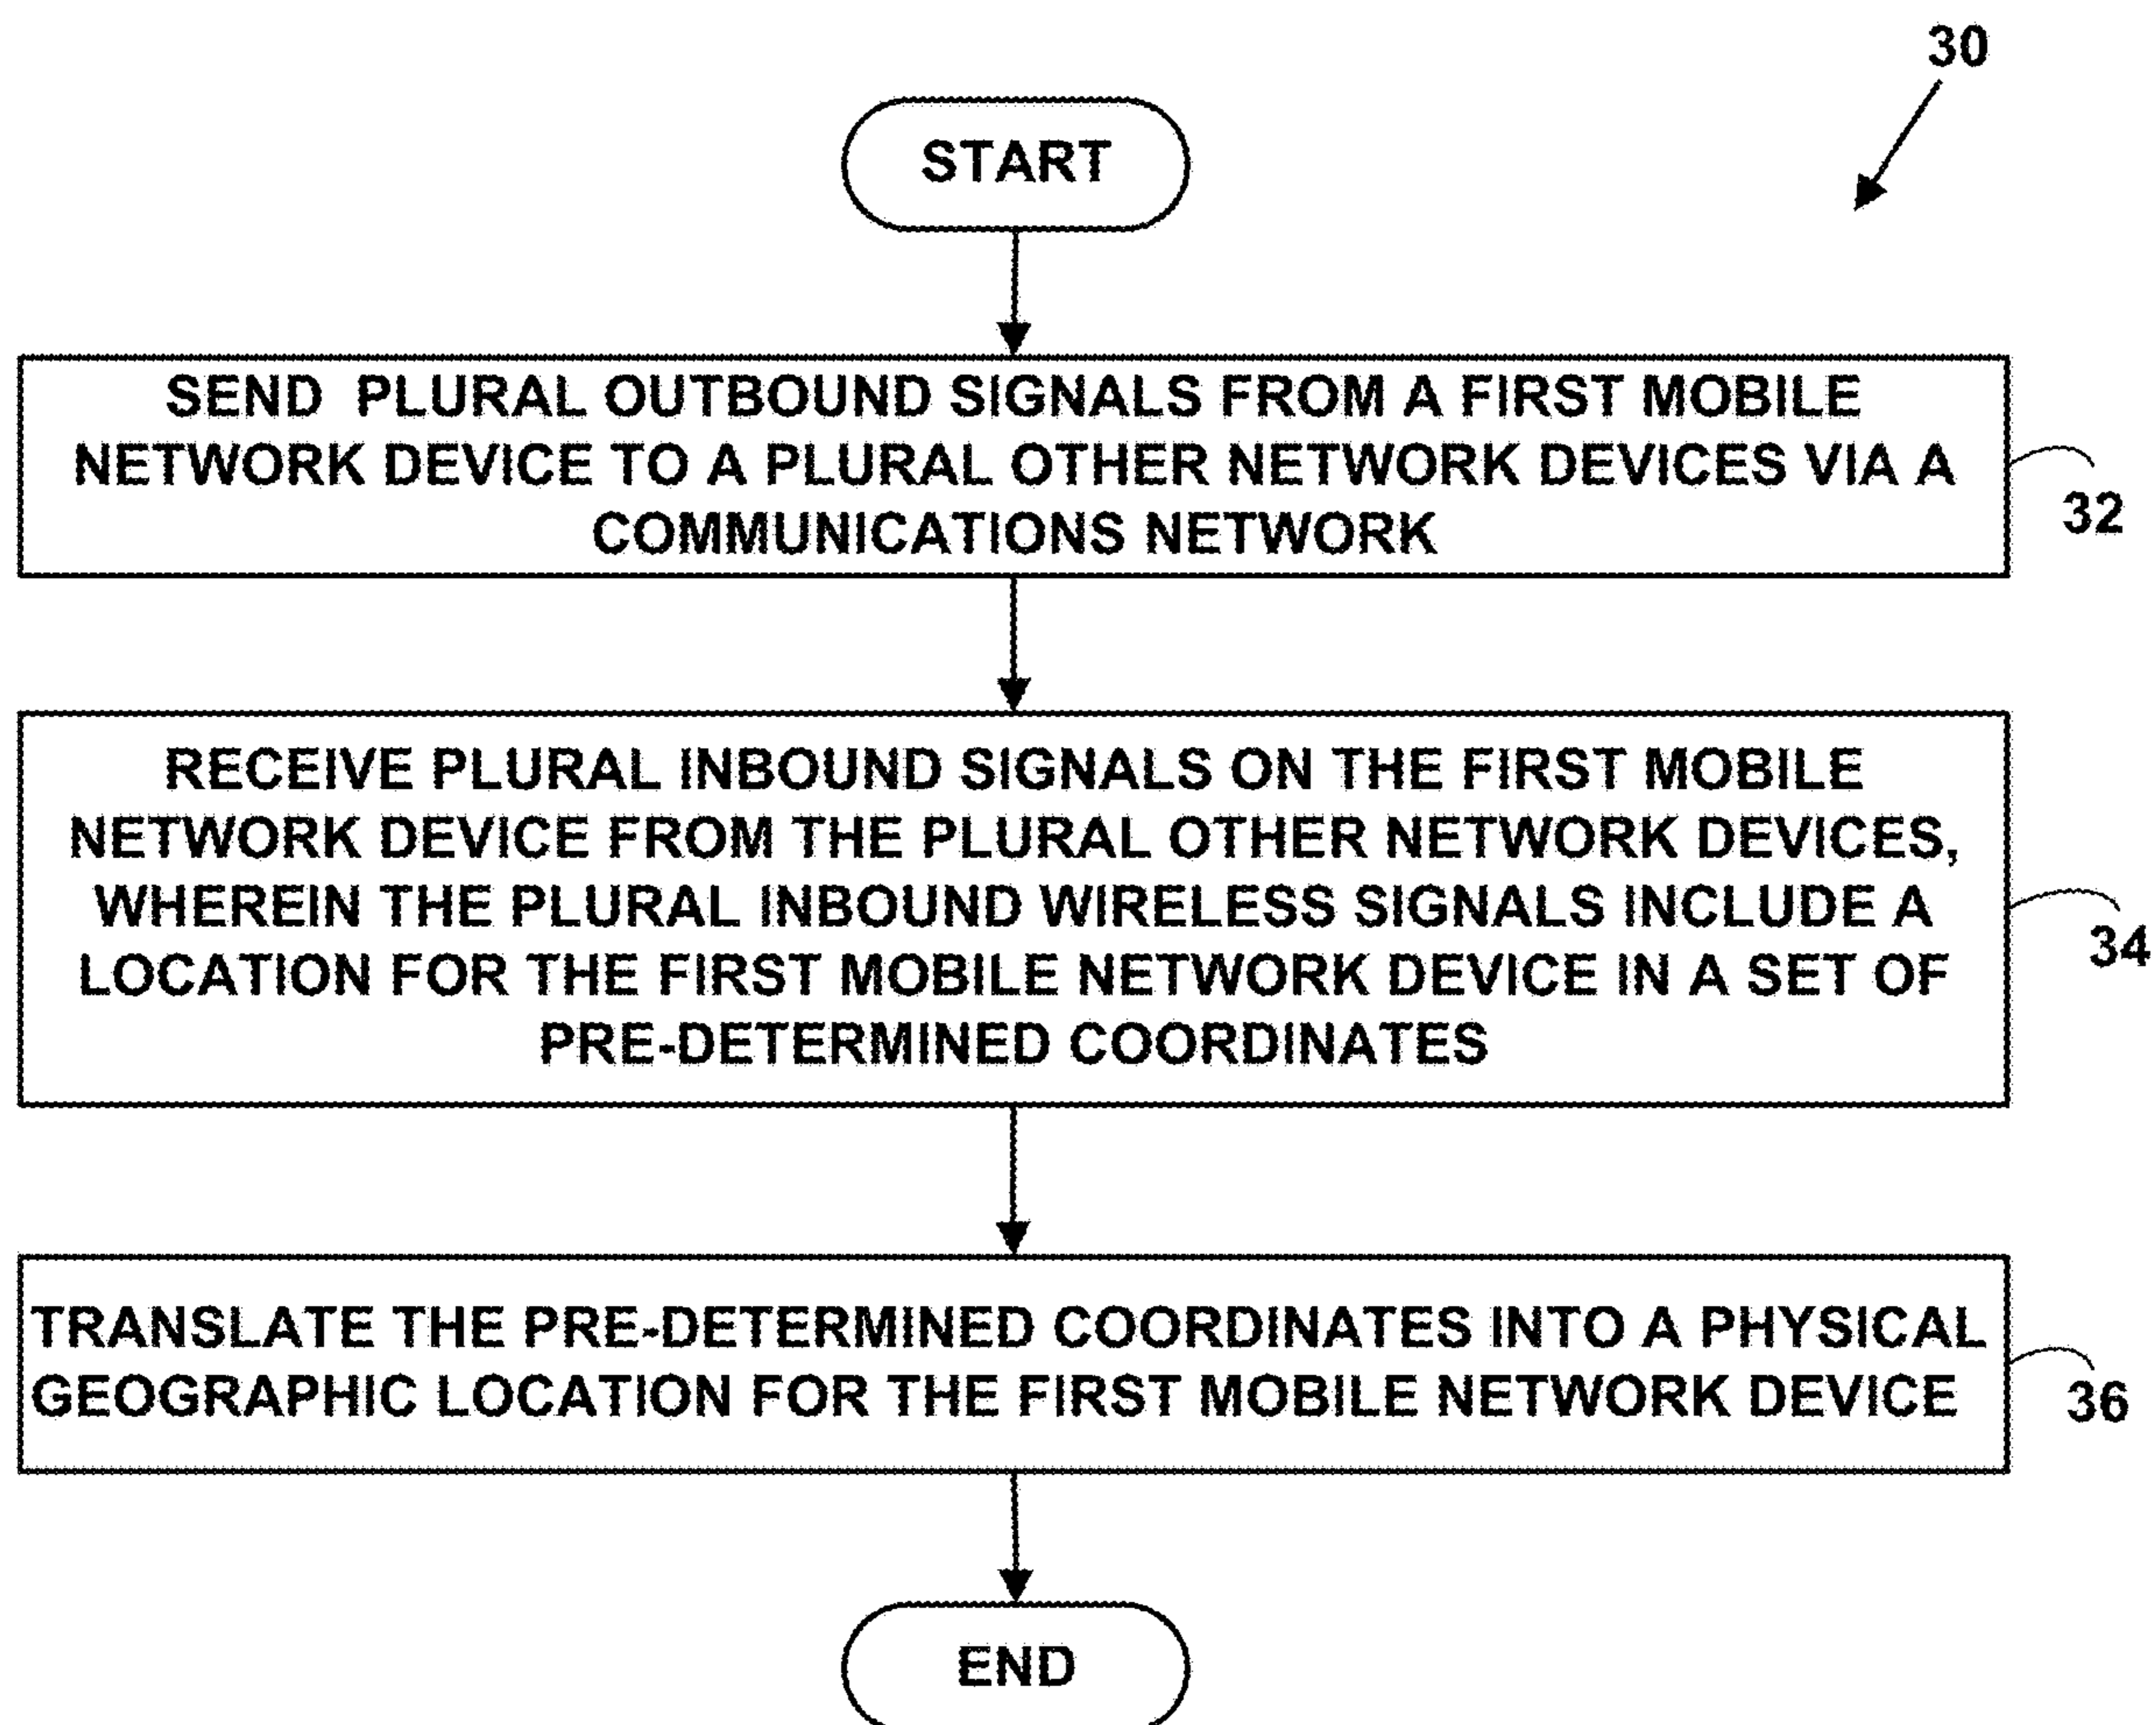 30
START
SEND PLURAL OUTBOUND SIGNALS FROM A FIRST MOBILE
NETWORK DEVICE TO A PLURAL OTHER NETWORK DEVICES VIA A
COMMUNICATIONS NETWORK
32
RECEIVE PLURAL INBOUND SIGNALS ON THE FIRST MOBILE
NETWORK DEVICE FROM THE PLURAL OTHER NETWORK DEVICES,
WHEREIN THE PLURAL INBOUND WIRELESS SIGNALS INCLUDE A
LOCATION FOR THE FIRST MOBILE NETWORK DEVICE IN A SET OF
PRE-DETERMINED COORDINATES
34
TRANSLATE THE PRE-DETERMINED COORDINATES INTO A PHYSICAL
GEOGRAPHIC LOCATION FOR THE FIRST MOBILE NETWORK DEVICE
36
END